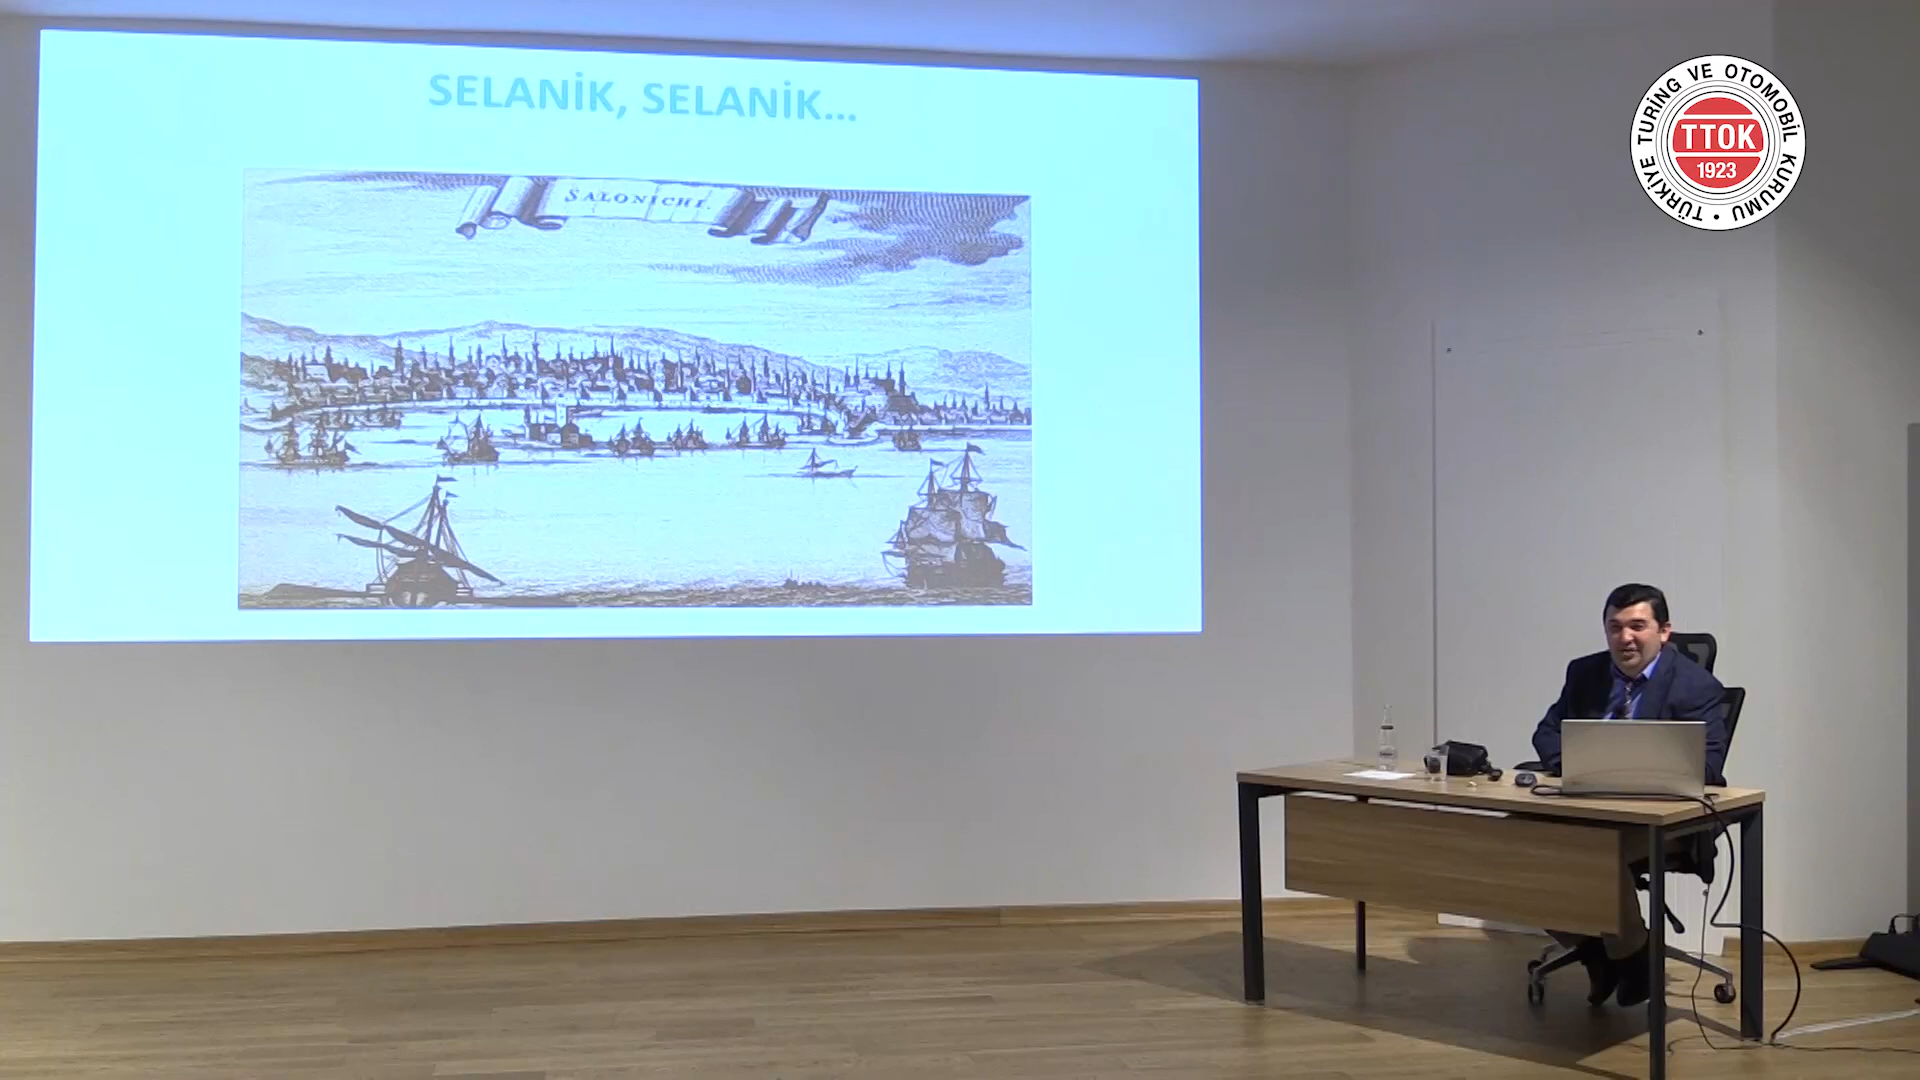 SELANİK, SELANİK...
SALONICHI.
TÜRKİYE TURİNG VE OTOMOBİL KURUMU •
TTOK
1923